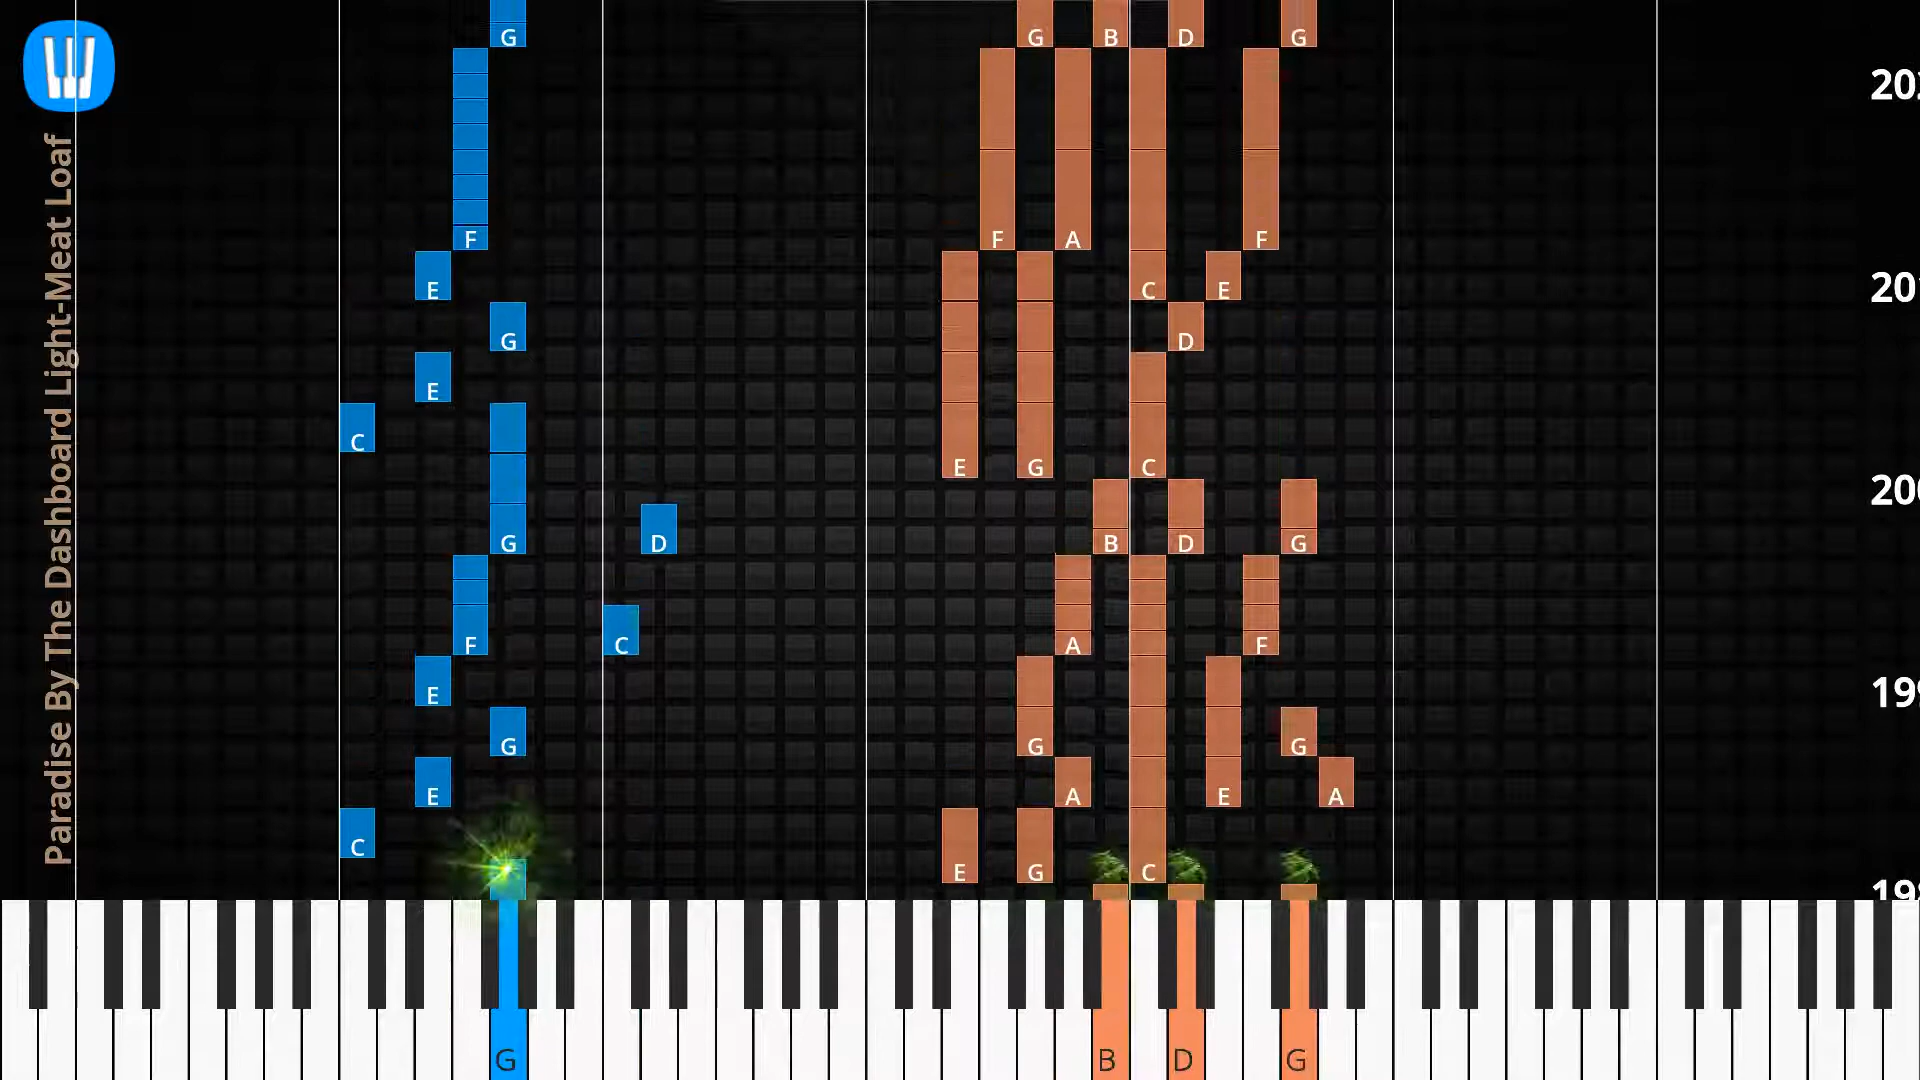 G G B D G
Paradise By The Dashboard Light-Meat Loaf
F F A F
E C E
G D
E
C
E G C
G D B D G
F C A F
E
G G G
E A E A
C
E G C
G B D G